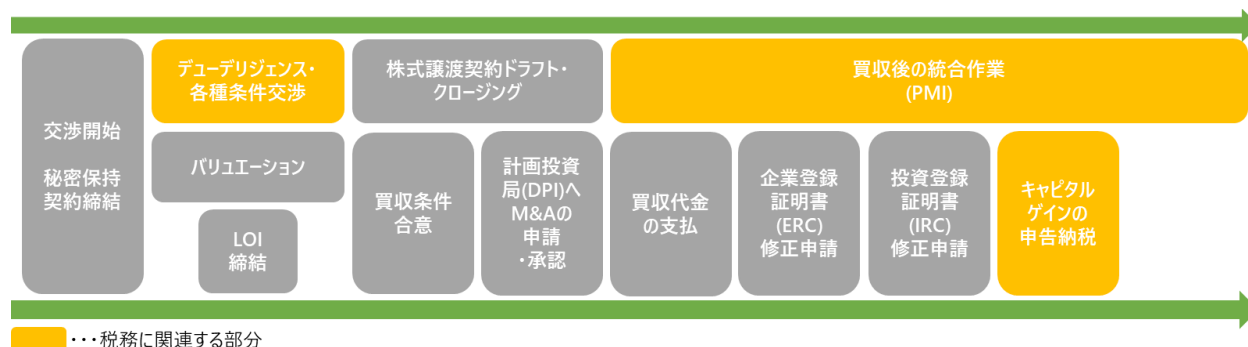 交渉開始
秘密保持
契約締結
デューデリジェンス・
各種条件交渉
バリュエーション
LOI
締結
株式譲渡契約ドラフト・
クロージング
買収条件
合意
計画投資
局(DPI)へ
M&Aの
申請
・承認
買収後の統合作業
(PMI)
買収代金
の支払
企業登録
証明書
(ERC)
修正申請
投資登録
証明書
(IRC)
修正申請
キャピタル
ゲインの
申告納税
・・・税務に関連する部分